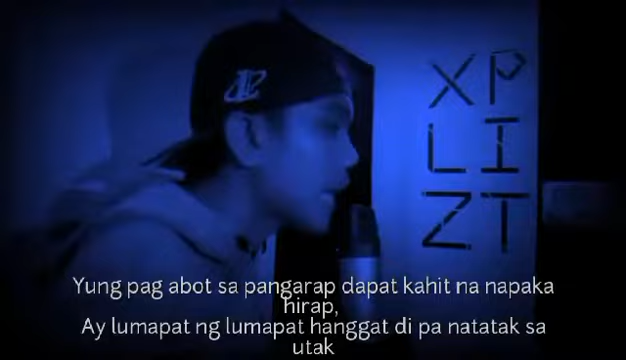 XP
LI
ZT
Yung pag abot sa pangarap dapat kahit na napaka
hirap,
Ay lumapat ng lumapat hanggat di pa natatak sa
utak